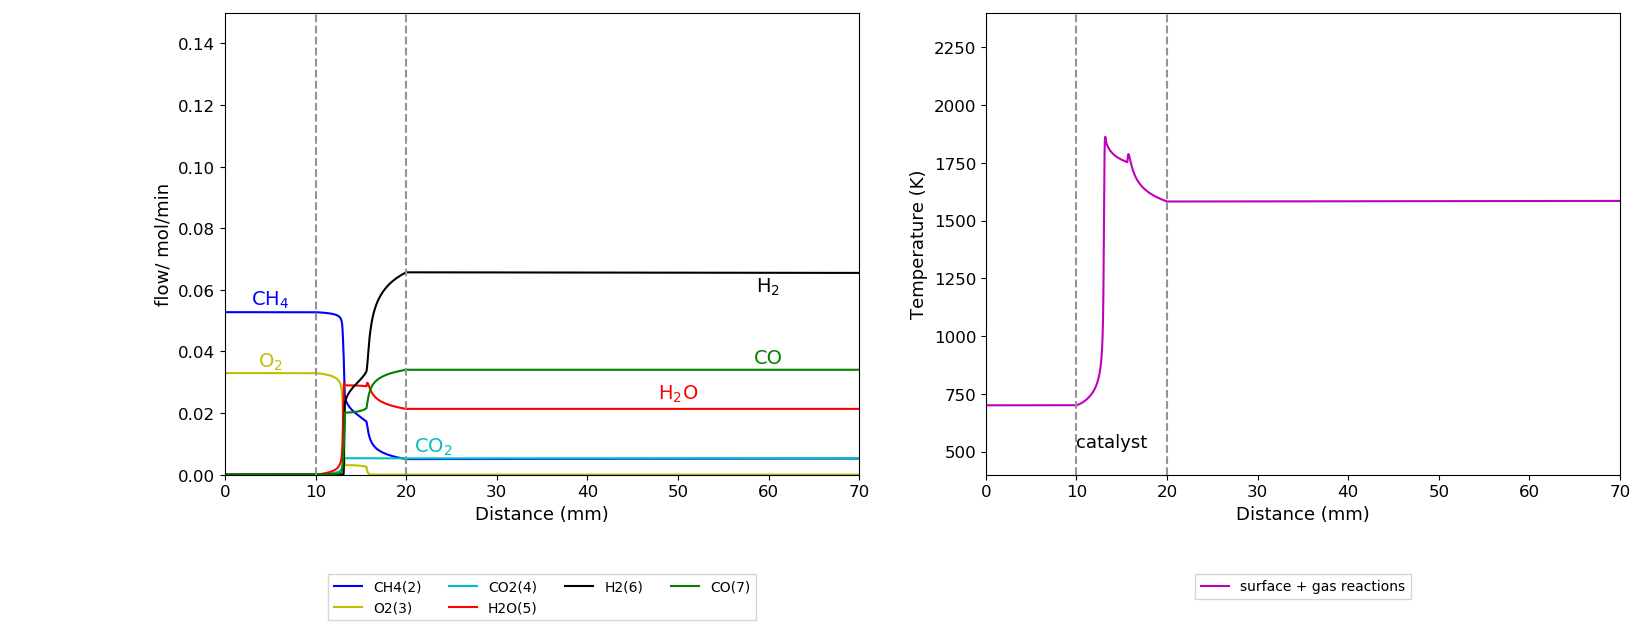 0.14
0.12
0.10
0.08
0.06
0.04
0.02
0.00
flow/ mol/min
CH₄
O₂
H₂
CO
H₂O
CO₂
0 10 20 30 40 50 60 70
Distance (mm)
CH4(2) CO2(4) H2(6) CO(7)
O2(3) H2O(5)
2250
2000
1750
1500
1250
1000
750
500
Temperature (K)
catalyst
0 10 20 30 40 50 60 70
Distance (mm)
surface + gas reactions